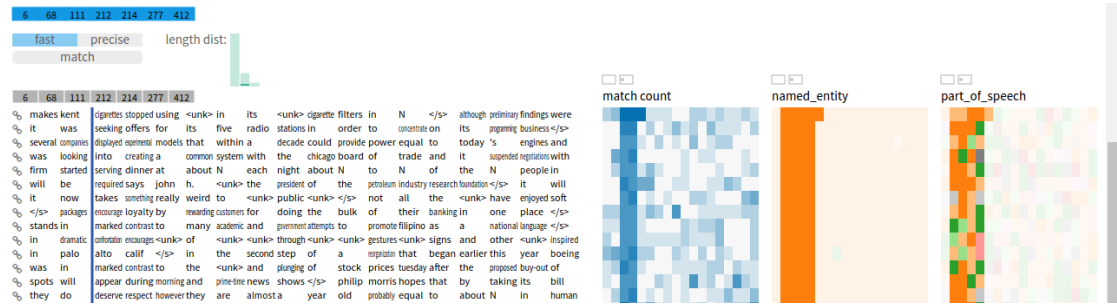 6 68 111 212 214 277 412
fast precise length dist:
match
6 68 111 212 214 277 412
match count named_entity part_of_speech
makes kent cigarettes stopped using <unk> in its <unk> cigarette filters in N </s> although preliminary findings were
it was seeking offers for its five radio stations in order to concentrate on its programming business </s>
several companies displayed experimental models that within a decade could provide power equal to today 's engines and
was looking into creating a common system with the chicago board of trade and it suspended negotiations with
firm started serving dinner at about N each night about N to N of the N people in
will be required says john h. <unk> the president of the petroleum industry research foundation </s> it will
it now takes something really weird to <unk> public <unk> </s> not all the <unk> have enjoyed soft
</s> packages encourage loyalty by rewarding customers for doing the bulk of their banking in one place </s>
stands in marked contrast to many academic and government attempts to promote filipino as a national language </s>
in dramatic confrontation encourages <unk> of <unk> <unk> through <unk> <unk> gestures <unk> signs and other <unk> inspired
in palo alto calif </s> in the second step of a reorganization that began earlier this year boeing
was in marked contrast to the <unk> and plunging of stock prices tuesday after the proposed buy-out of
spots will appear during morning and prime-time news shows </s> philip morris hopes that by taking its bill
they do deserve respect however they are almost a year old probably equal to about N in human